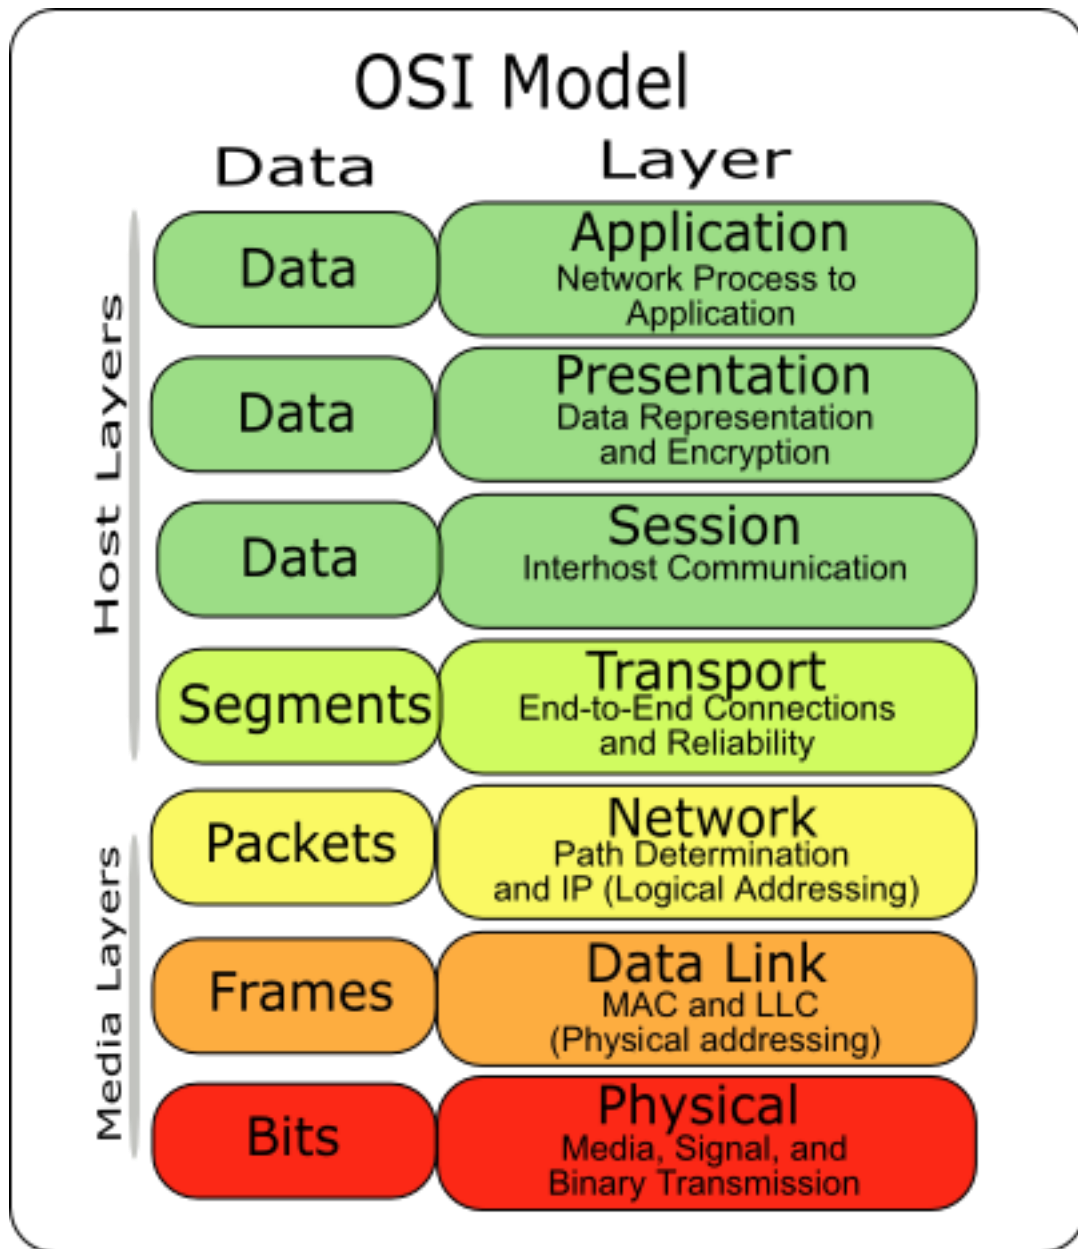 OSI Model
Data Layer
Host Layers
Data
Application
Network Process to
Application
Data
Presentation
Data Representation
and Encryption
Data
Session
Interhost Communication
Segments
Transport
End-to-End Connections
and Reliability
Media Layers
Packets
Network
Path Determination
and IP (Logical Addressing)
Frames
Data Link
MAC and LLC
(Physical addressing)
Bits
Physical
Media, Signal, and
Binary Transmission